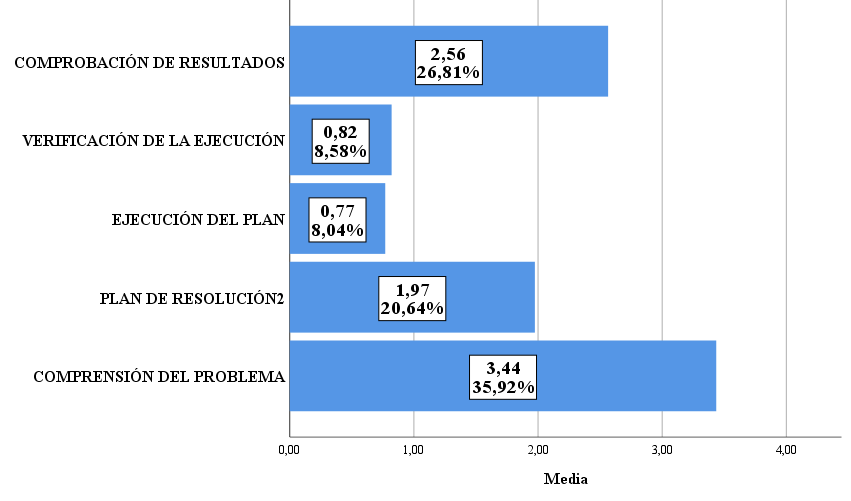 COMPROBACIÓN DE RESULTADOS
2,56
26,81%
VERIFICACIÓN DE LA EJECUCIÓN
0,82
8,58%
EJECUCIÓN DEL PLAN
0,77
8,04%
PLAN DE RESOLUCIÓN2
1,97
20,64%
COMPRENSIÓN DEL PROBLEMA
3,44
35,92%
0,00 1,00 2,00 3,00 4,00
Media